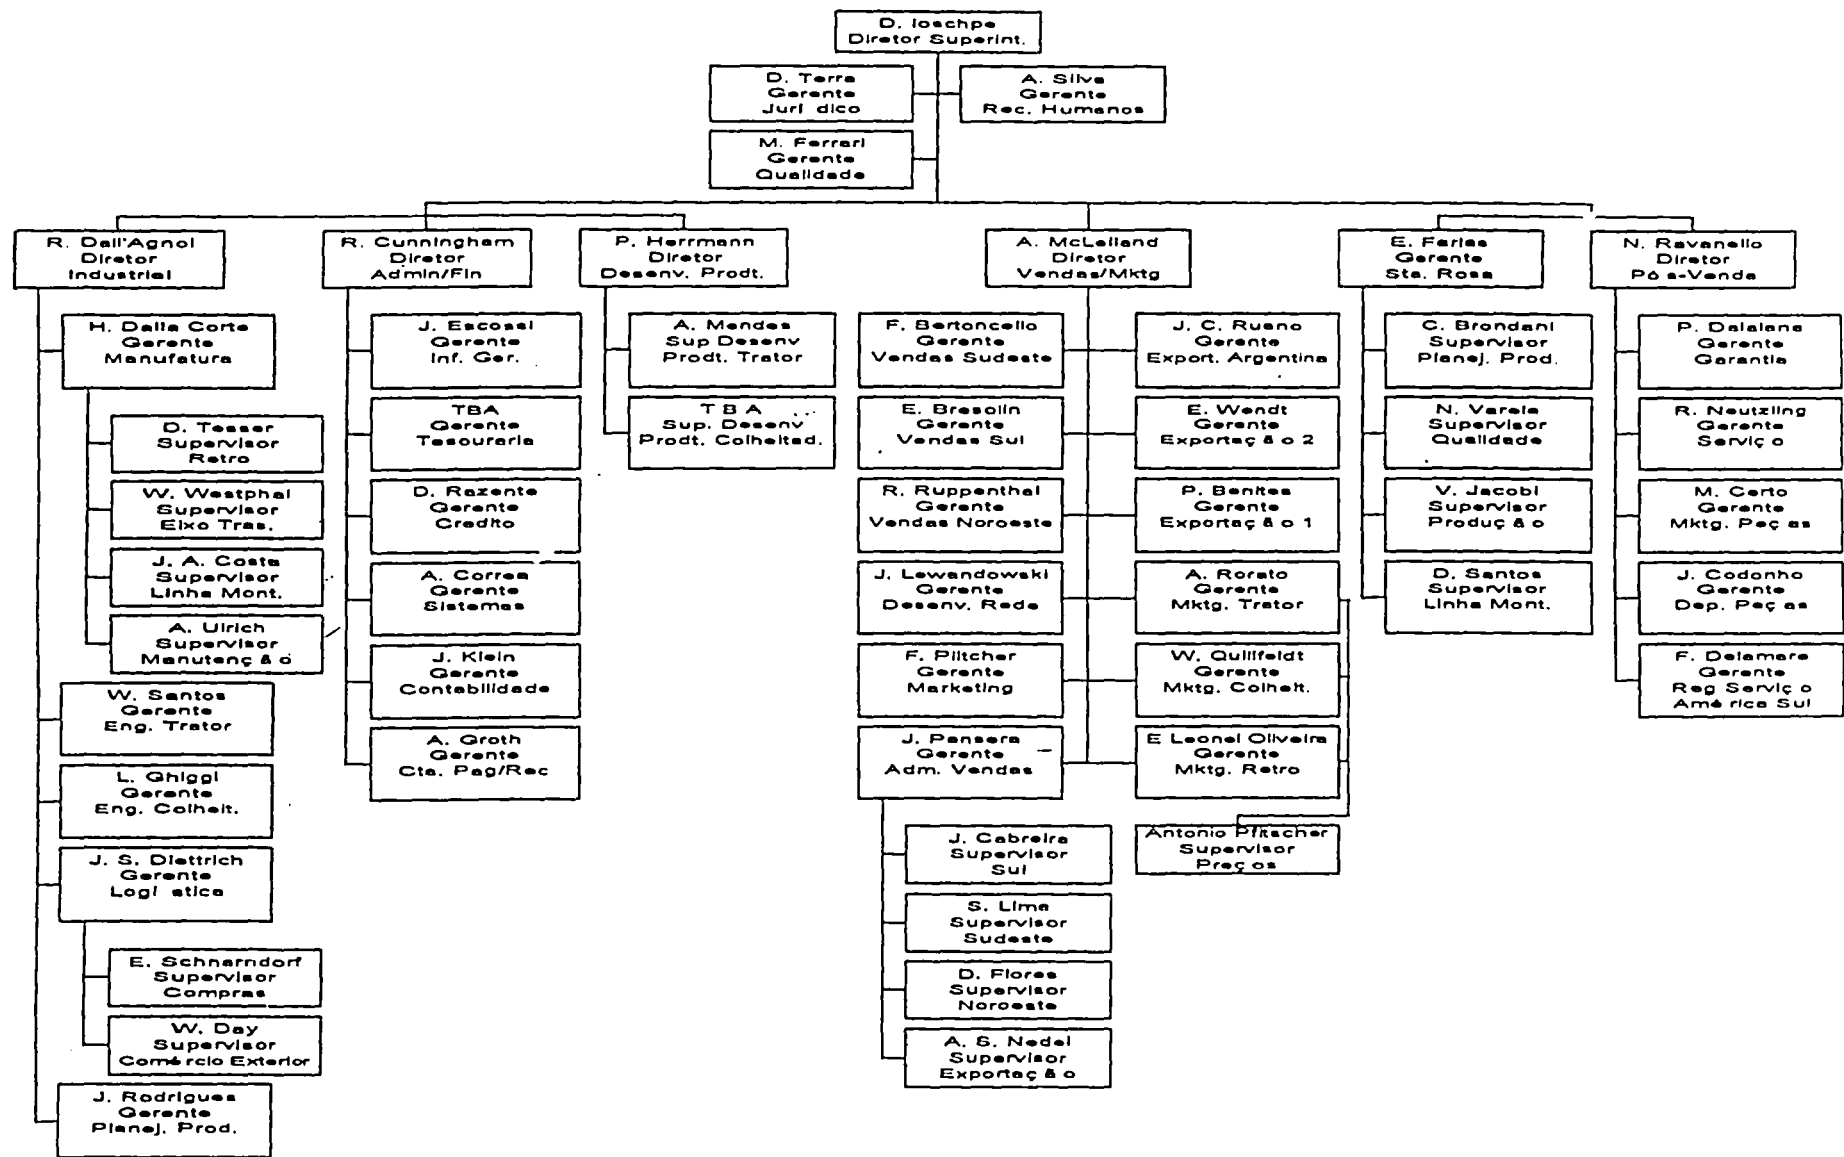 D. Ioschpe
Diretor Superint.
D. Terra
Gerente
Jurí dico
A. Silva
Gerente
Rec. Humanos
M. Ferrari
Gerente
Qualidade
R. Dall'Agnol
Diretor
Industrial
H. Dalla Corte
Gerente
Manufatura
D. Tesser
Supervisor
Retro
W. Westphal
Supervisor
Eixo Tras.
J. A. Costa
Supervisor
Linha Mont.
A. Ulrich
Supervisor
Manutenç ã o
W. Santos
Gerente
Eng. Trator
L. Ghiggi
Gerente
Eng. Colheit.
J. S. Diettrich
Gerente
Logí stica
E. Schnarndorf
Supervisor
Compras
W. Day
Supervisor
Comé rcio Exterior
J. Rodrigues
Gerente
Planej. Prod.
R. Cunningham
Diretor
Admin/Fin
J. Escossi
Gerente
Inf. Ger.
TBA
Gerente
Tesouraria
D. Razente
Gerente
Credito
A. Correa
Gerente
Sistemas
J. Klein
Gerente
Contabilidade
A. Groth
Gerente
Cta. Pag/Rec
P. Herrmann
Diretor
Desenv. Prodt.
A. Mendes
Sup Desenv
Prodt. Trator
T B A
Sup. Desenv
Prodt. Colheitad.
A. McLelland
Diretor
Vendas/Mktg
F. Bertoncello
Gerente
Vendas Sudeste
E. Bresolin
Gerente
Vendas Sul
R. Ruppenthal
Gerente
Vendas Noroeste
J. Lewandowski
Gerente
Desenv. Rede
F. Piltcher
Gerente
Marketing
J. Pansera
Gerente
Adm. Vendas
J. Cabreira
Supervisor
Sul
S. Lima
Supervisor
Sudeste
D. Flores
Supervisor
Noroeste
A. S. Nedel
Supervisor
Exportaç ã o
J. C. Rueno
Gerente
Export. Argentina
E. Wendt
Gerente
Exportaç ã o 2
P. Benites
Gerente
Exportaç ã o 1
A. Rorato
Gerente
Mktg. Trator
W. Quillfeldt
Gerente
Mktg. Colheit.
E Leonel Oliveira
Gerente
Mktg. Retro
Antonio Pfitscher
Supervisor
Preç os
E. Farias
Gerente
Sta. Rosa
C. Brondani
Supervisor
Planej. Prod.
N. Varela
Supervisor
Qualidade
V. Jacobi
Supervisor
Produç ã o
D. Santos
Supervisor
Linha Mont.
N. Ravanello
Diretor
Pó s-Venda
P. Dalaiana
Gerente
Garantia
R. Neutzling
Gerente
Serviç o
M. Certo
Gerente
Mktg. Peç as
J. Codonho
Gerente
Dep. Peç as
F. Delamare
Gerente
Reg Serviç o
Amé rica Sul